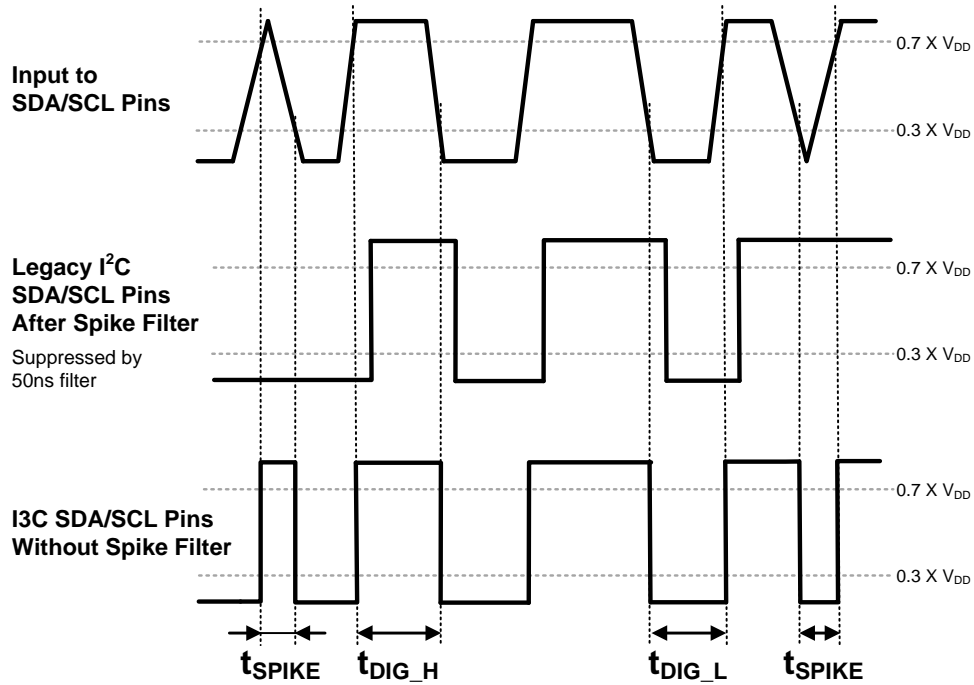 0.7 X VDD
Input to
SDA/SCL Pins
0.3 X VDD
Legacy I²C
SDA/SCL Pins
After Spike Filter
Suppressed by
50ns filter
0.7 X VDD
0.3 X VDD
I3C SDA/SCL Pins
Without Spike Filter
0.7 X VDD
0.3 X VDD
tSPIKE tDIG_H tDIG_L tSPIKE